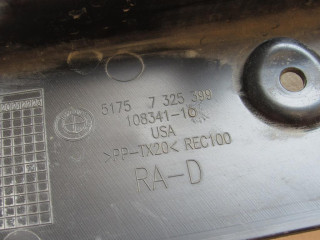 5175 7 325 399
108341-16
USA
>PP-TX20< REC100
RA-D